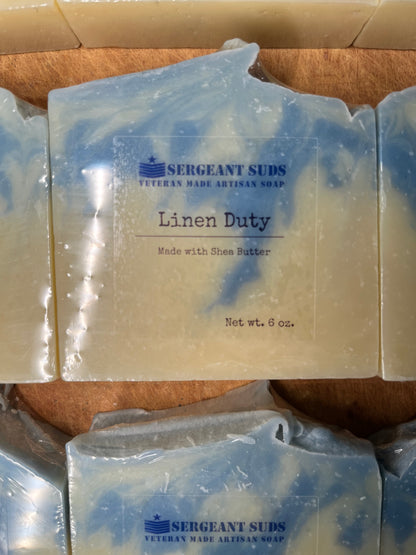 SERGEANT SUDS
VETERAN MADE ARTISAN SOAP
Linen Duty
Made with Shea Butter
Net wt. 6 oz.
SERGEANT SUDS
VETERAN MADE ARTISAN SOAP